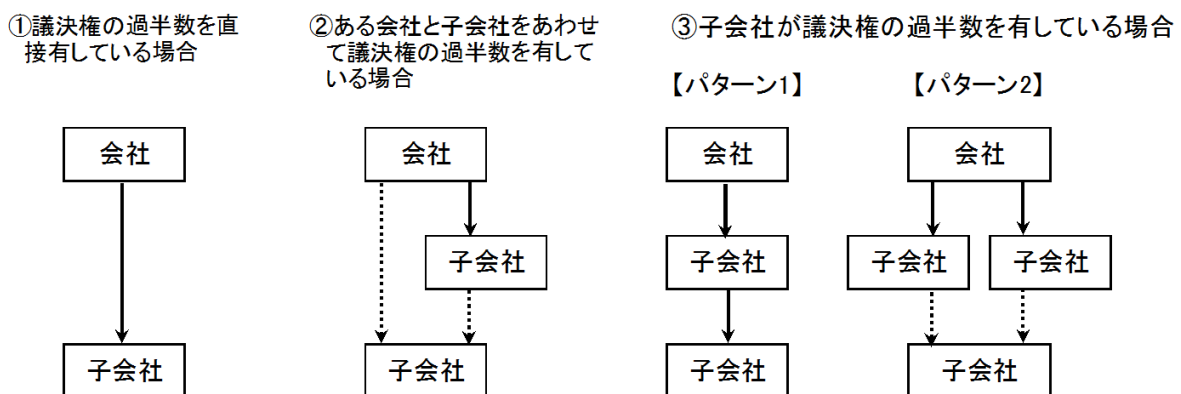 ①議決権の過半数を直
接有している場合
②ある会社と子会社をあわせ
て議決権の過半数を有して
いる場合
③子会社が議決権の過半数を有している場合
【パターン1】
【パターン2】
会社
子会社
会社
子会社
子会社
会社
子会社
子会社
会社
子会社
子会社
子会社